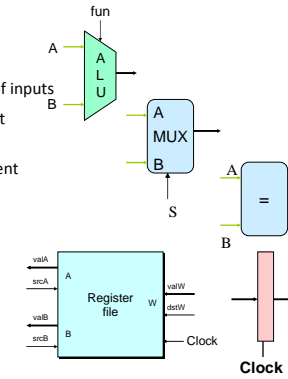 fun
A
A
L
U
f inputs
B
t
A
MUX
B
ent
S
A
=
B
valA
A
srcA
valW
Register
file
W
dstW
valB
B
srcB
Clock
Clock